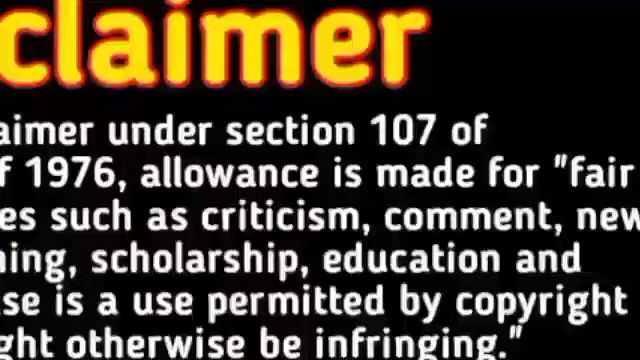 claimer
aimer under section 107 of
f 1976, allowance is made for "fair
es such as criticism, comment, new
ing, scholarship, education and
se is a use permitted by copyright
ght otherwise be infringing."